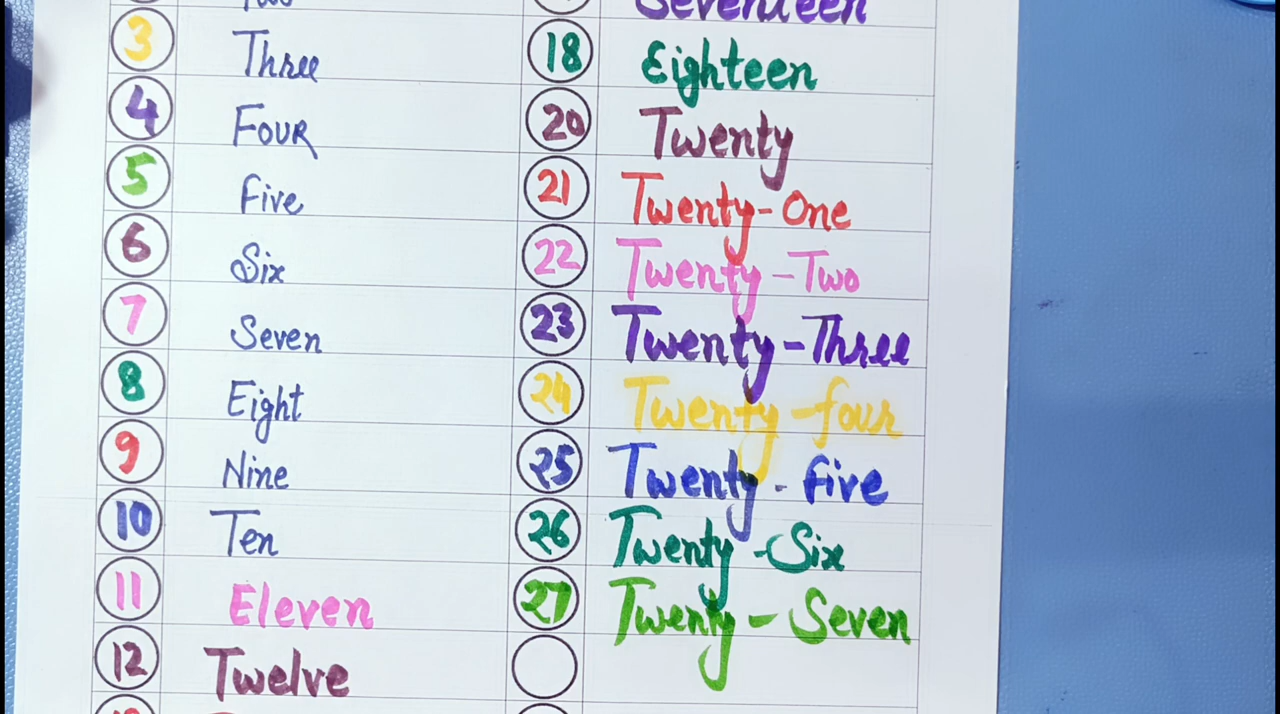 Two
3 Three
4 FOUR
5 Five
6 Six
7 Seven
8 Eight
9 Nine
10 Ten
11 Eleven
12 Twelve
Seventeen
18 Eighteen
20 Twenty
21 Twenty-One
22 Twenty-Two
23 Twenty-Three
24 Twenty-four
25 Twenty-five
26 Twenty-Six
27 Twenty-Seven